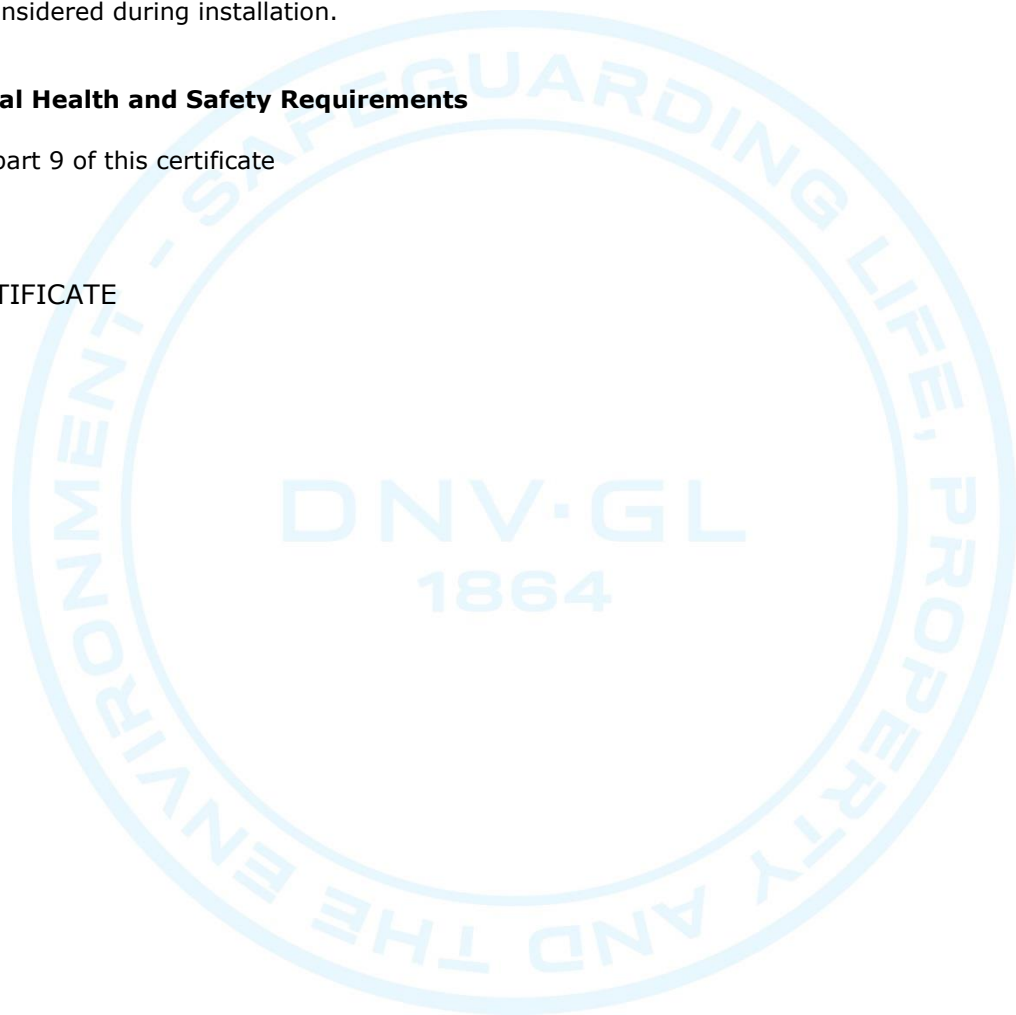 nsidered during installation.
al Health and Safety Requirements
part 9 of this certificate
TIFICATE
SAFEGUARDING LIFE, PROPERTY AND THE ENVIRONMENT -
DNV·GL
1864